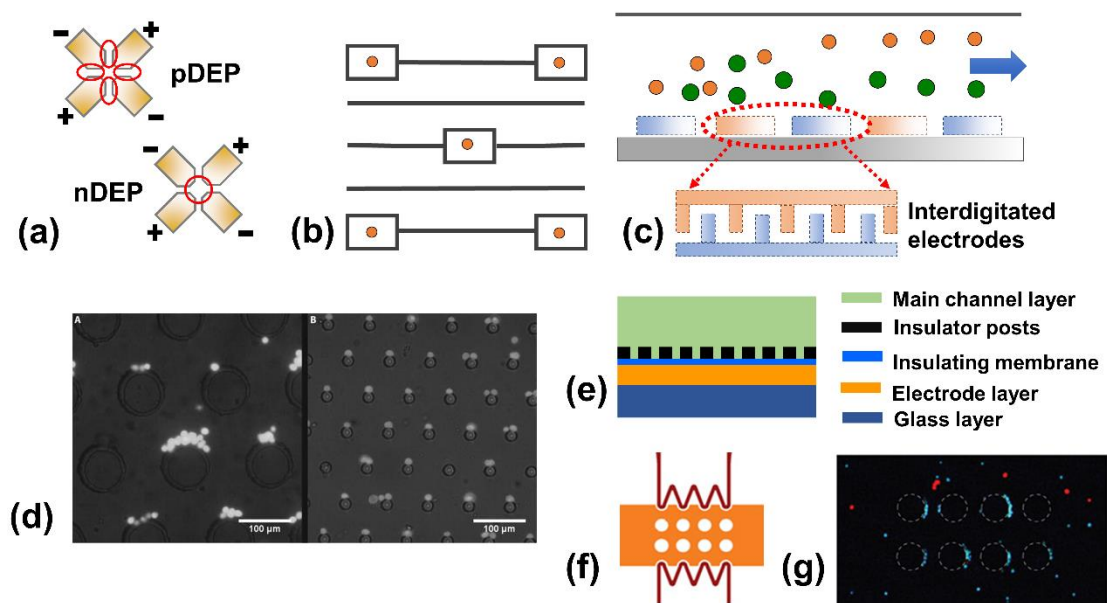 - +
pDEP
+ -
- +
nDEP
+ -
(a)
(b)
(c)
Interdigitated
electrodes
A
B
100 µm
100 µm
(d)
Main channel layer
Insulator posts
Insulating membrane
Electrode layer
Glass layer
(e)
(f)
(g)